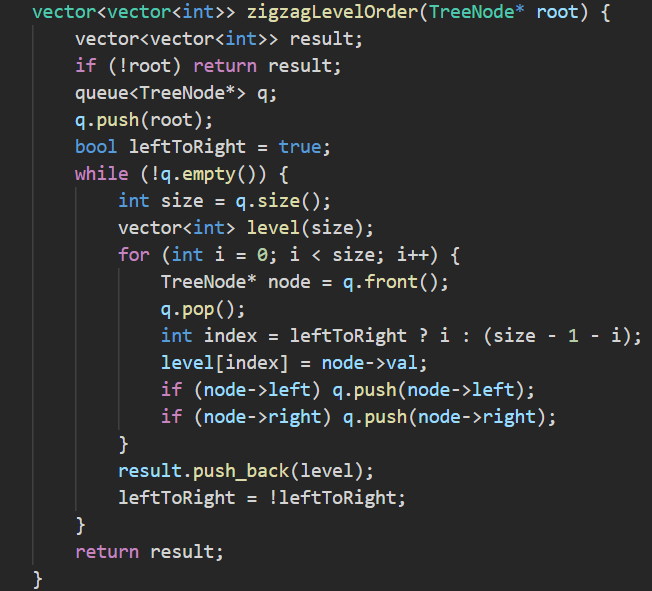 vector<vector<int>> zigzagLevelOrder(TreeNode* root) {
    vector<vector<int>> result;
    if (!root) return result;
    queue<TreeNode*> q;
    q.push(root);
    bool leftToRight = true;
    while (!q.empty()) {
        int size = q.size();
        vector<int> level(size);
        for (int i = 0; i < size; i++) {
            TreeNode* node = q.front();
            q.pop();
            int index = leftToRight ? i : (size - 1 - i);
            level[index] = node->val;
            if (node->left) q.push(node->left);
            if (node->right) q.push(node->right);
        }
        result.push_back(level);
        leftToRight = !leftToRight;
    }
    return result;
}